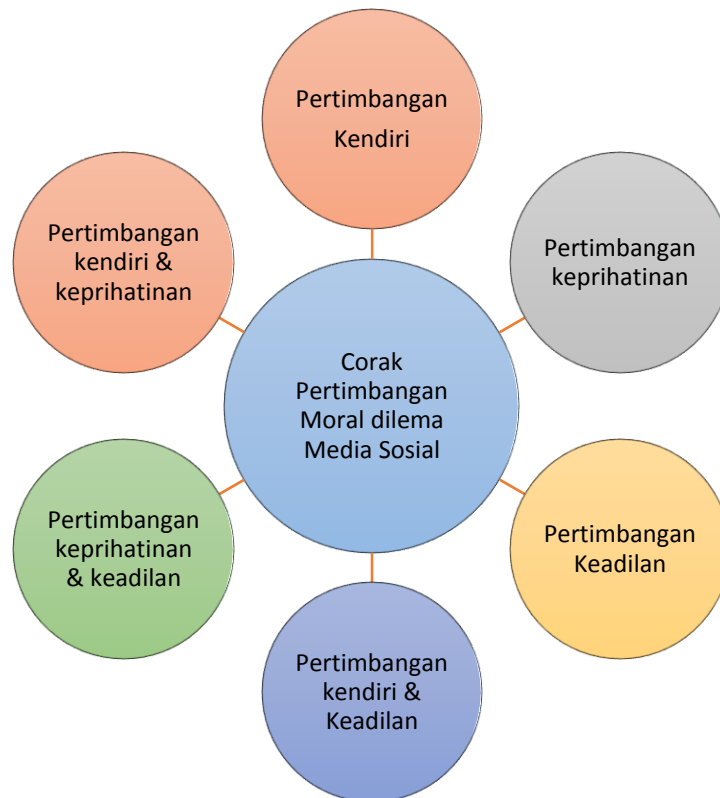 Pertimbangan
Kendiri
Pertimbangan
keprihatinan
Pertimbangan
Keadilan
Pertimbangan
kendiri &
Keadilan
Pertimbangan
keprihatinan
& keadilan
Pertimbangan
kendiri &
keprihatinan
Corak
Pertimbangan
Moral dilema
Media Sosial